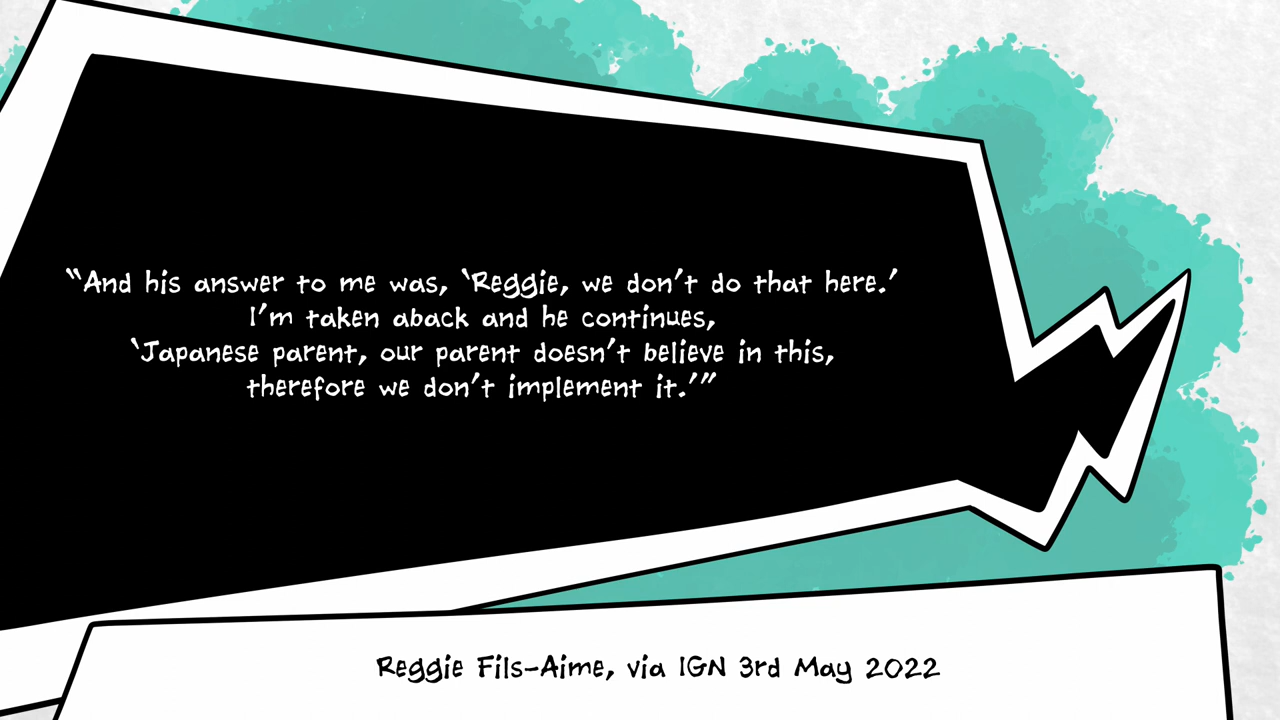 “And his answer to me was, ‘Reggie, we don’t do that here.’
I’m taken aback and he continues,
‘Japanese parent, our parent doesn’t believe in this,
therefore we don’t implement it.’”
Reggie Fils-Aime, via IGN 3rd May 2022